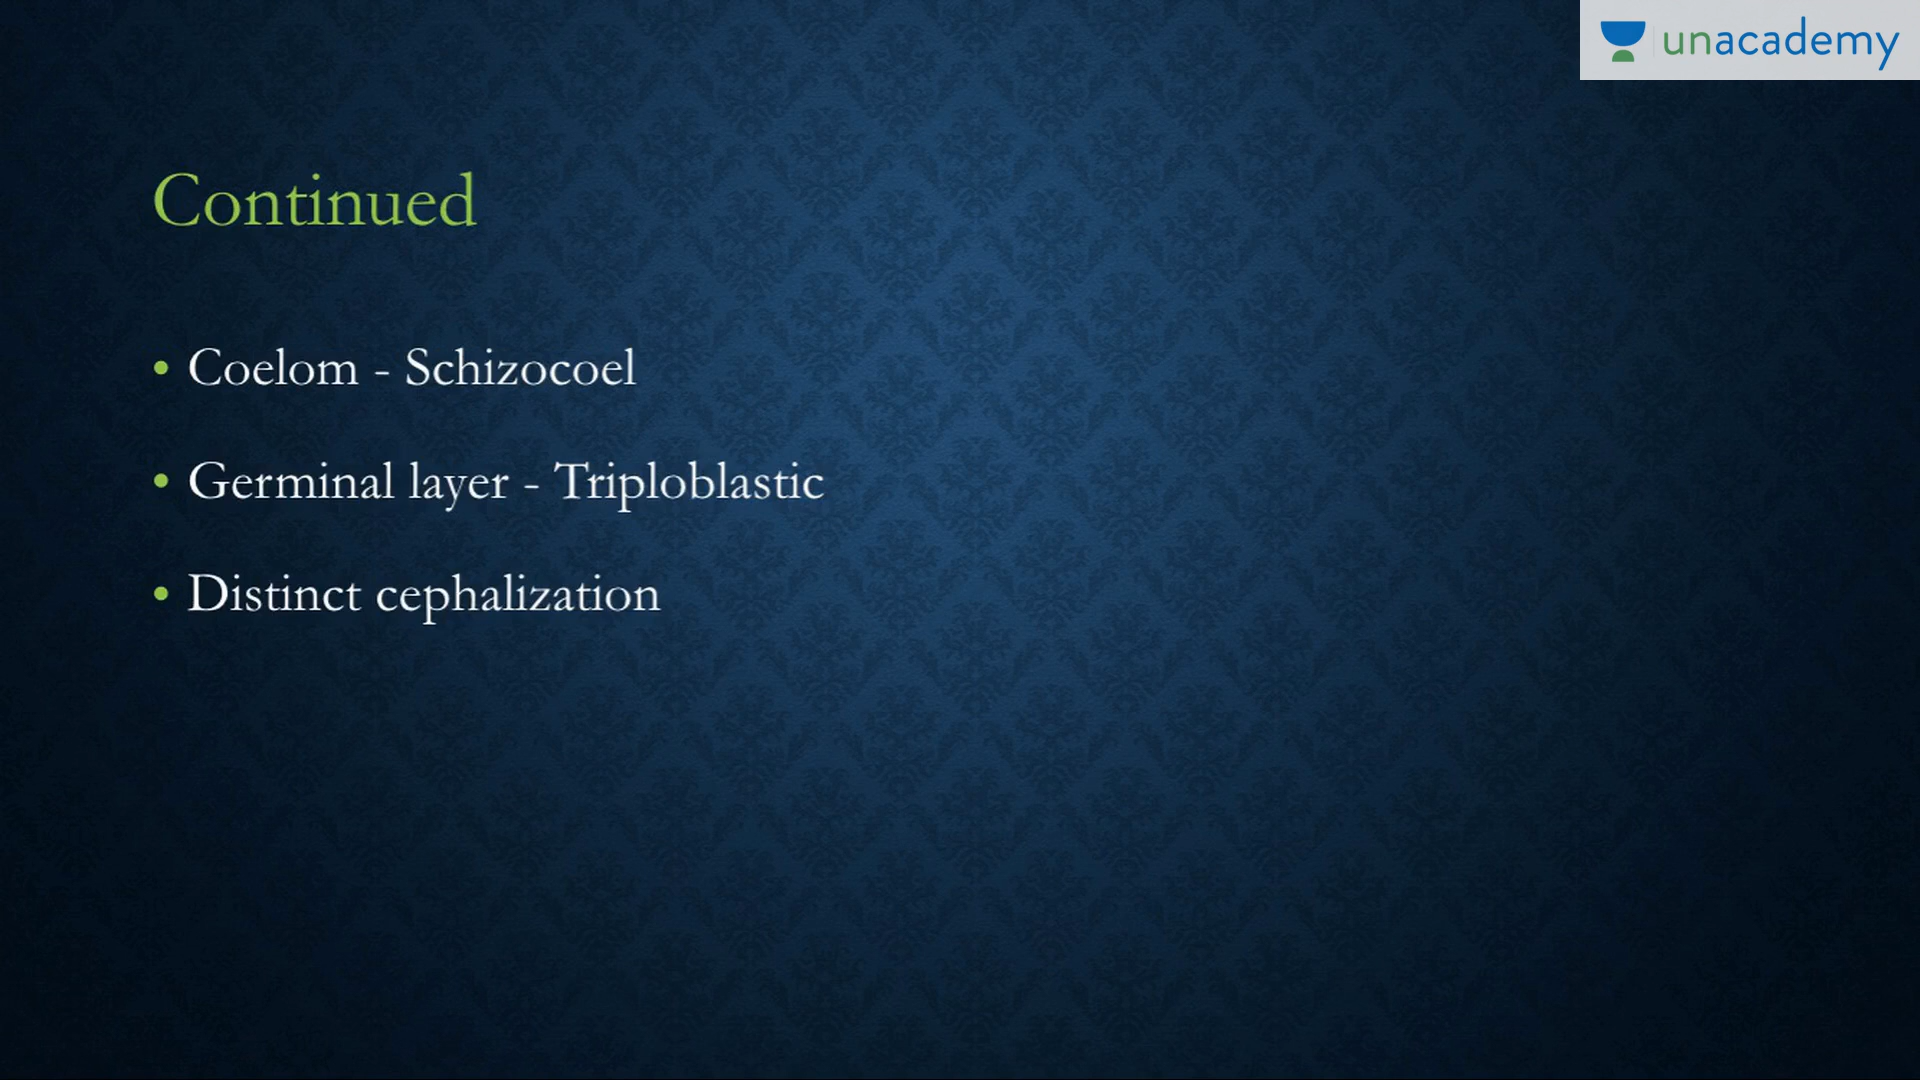 unacademy
Continued
• Coelom - Schizocoel
• Germinal layer - Triploblastic
• Distinct cephalization